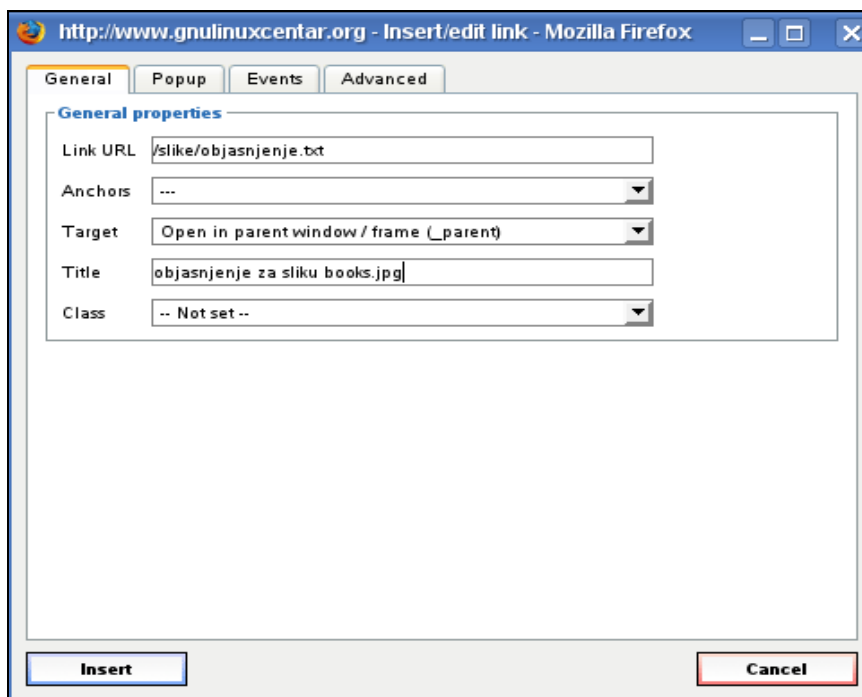 http://www.gnulinuxcentar.org - Insert/edit link - Mozilla Firefox
General Popup Events Advanced
General properties
Link URL /slike/objasnjenje.txt
Anchors ---
Target Open in parent window / frame (_parent)
Title objasnjenje za sliku books.jpg
Class -- Not set --
Insert Cancel